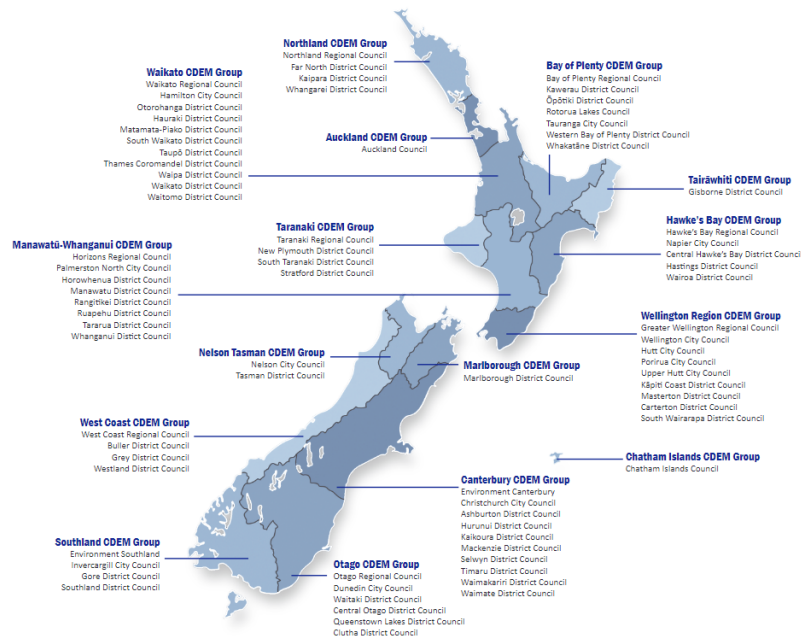 Northland CDEM Group
Northland Regional Council
Far North District Council
Kaipara District Council
Whangarei District Council
Waikato CDEM Group
Waikato Regional Council
Hamilton City Council
Otorohanga District Council
Hauraki District Council
Matamata-Piako District Council
South Waikato District Council
Taupō District Council
Thames Coromandel District Council
Waipa District Council
Waikato District Council
Waitomo District Council
Bay of Plenty CDEM Group
Bay of Plenty Regional Council
Kawerau District Council
Ōpōtiki District Council
Rotorua Lakes Council
Tauranga City Council
Western Bay of Plenty District Council
Whakatāne District Council
Auckland CDEM Group
Auckland Council
Tairāwhiti CDEM Group
Gisborne District Council
Taranaki CDEM Group
Taranaki Regional Council
New Plymouth District Council
South Taranaki District Council
Stratford District Council
Hawke's Bay CDEM Group
Hawke's Bay Regional Council
Napier City Council
Central Hawke's Bay District Council
Hastings District Council
Wairoa District Council
Manawatū-Whanganui CDEM Group
Horizons Regional Council
Palmerston North City Council
Horowhenua District Council
Manawatu District Council
Rangitikei District Council
Ruapehu District Council
Tararua District Council
Whanganui Distict Council
Wellington Region CDEM Group
Greater Wellington Regional Council
Wellington City Council
Hutt City Council
Porirua City Council
Upper Hutt City Council
Kāpiti Coast District Council
Masterton District Council
Carterton District Council
South Wairarapa District Council
Nelson Tasman CDEM Group
Nelson City Council
Tasman District Council
Marlborough CDEM Group
Marlborough District Council
West Coast CDEM Group
West Coast Regional Council
Buller District Council
Grey District Council
Westland District Council
Chatham Islands CDEM Group
Chatham Islands Council
Canterbury CDEM Group
Environment Canterbury
Christchurch City Council
Ashburton District Council
Hurunui District Council
Kaikoura District Council
Mackenzie District Council
Selwyn District Council
Timaru District Council
Waimakariri District Council
Waimate District Council
Southland CDEM Group
Environment Southland
Invercargill City Council
Gore District Council
Southland District Council
Otago CDEM Group
Otago Regional Council
Dunedin City Council
Waitaki District Council
Central Otago District Council
Queenstown Lakes District Council
Clutha District Council